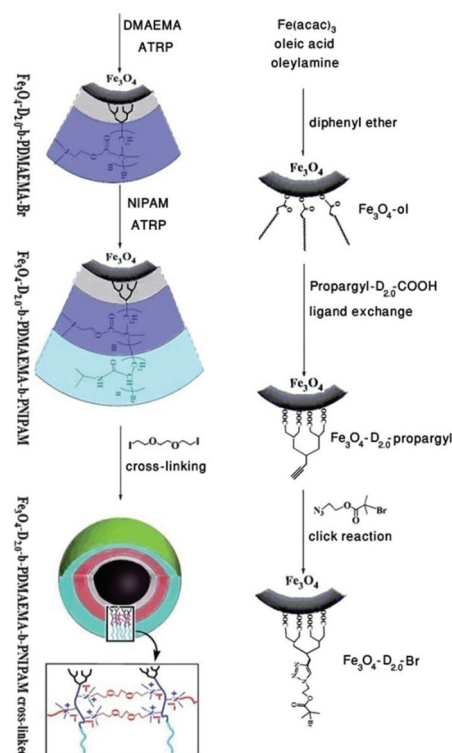 DMAEMA
ATRP
Fe₃O₄
Fe₃O₄-D₂.₀-b-PDMAEMA-Br
NIPAM
ATRP
Fe₃O₄
Fe₃O₄-D₂.₀-b-PDMAEMA-b-PNIPAM
I O O I
cross-linking
Fe₃O₄-D₂.₀-b-PDMAEMA-b-PNIPAM cross-linked
Fe(acac)₃
oleic acid
oleylamine
diphenyl ether
Fe₃O₄
Fe₃O₄-ol
Propargyl-D₂.₀-COOH
ligand exchange
Fe₃O₄
Fe₃O₄-D₂.₀-propargyl
N₃ O O Br
click reaction
Fe₃O₄
Fe₃O₄-D₂.₀-Br